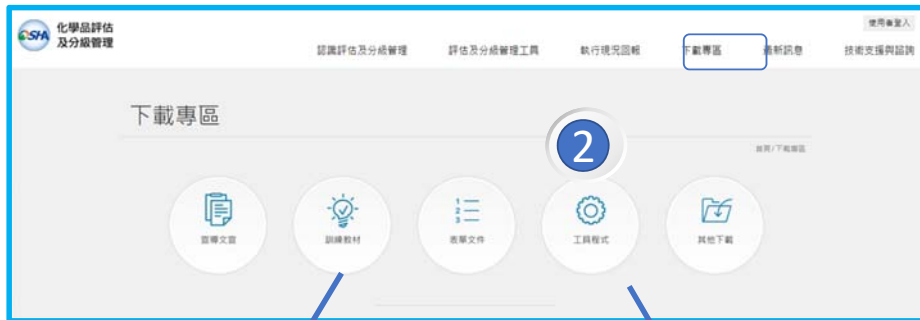 OSHA 化學品評估
及分級管理
使用者登入
認識評估及分級管理 評估及分級管理工具 執行現況回報 下載專區 最新訊息 技術支援與諮詢
下載專區
2
首頁/下載專區
宣導文宣 訓練教材 表單文件 工具程式 其他下載